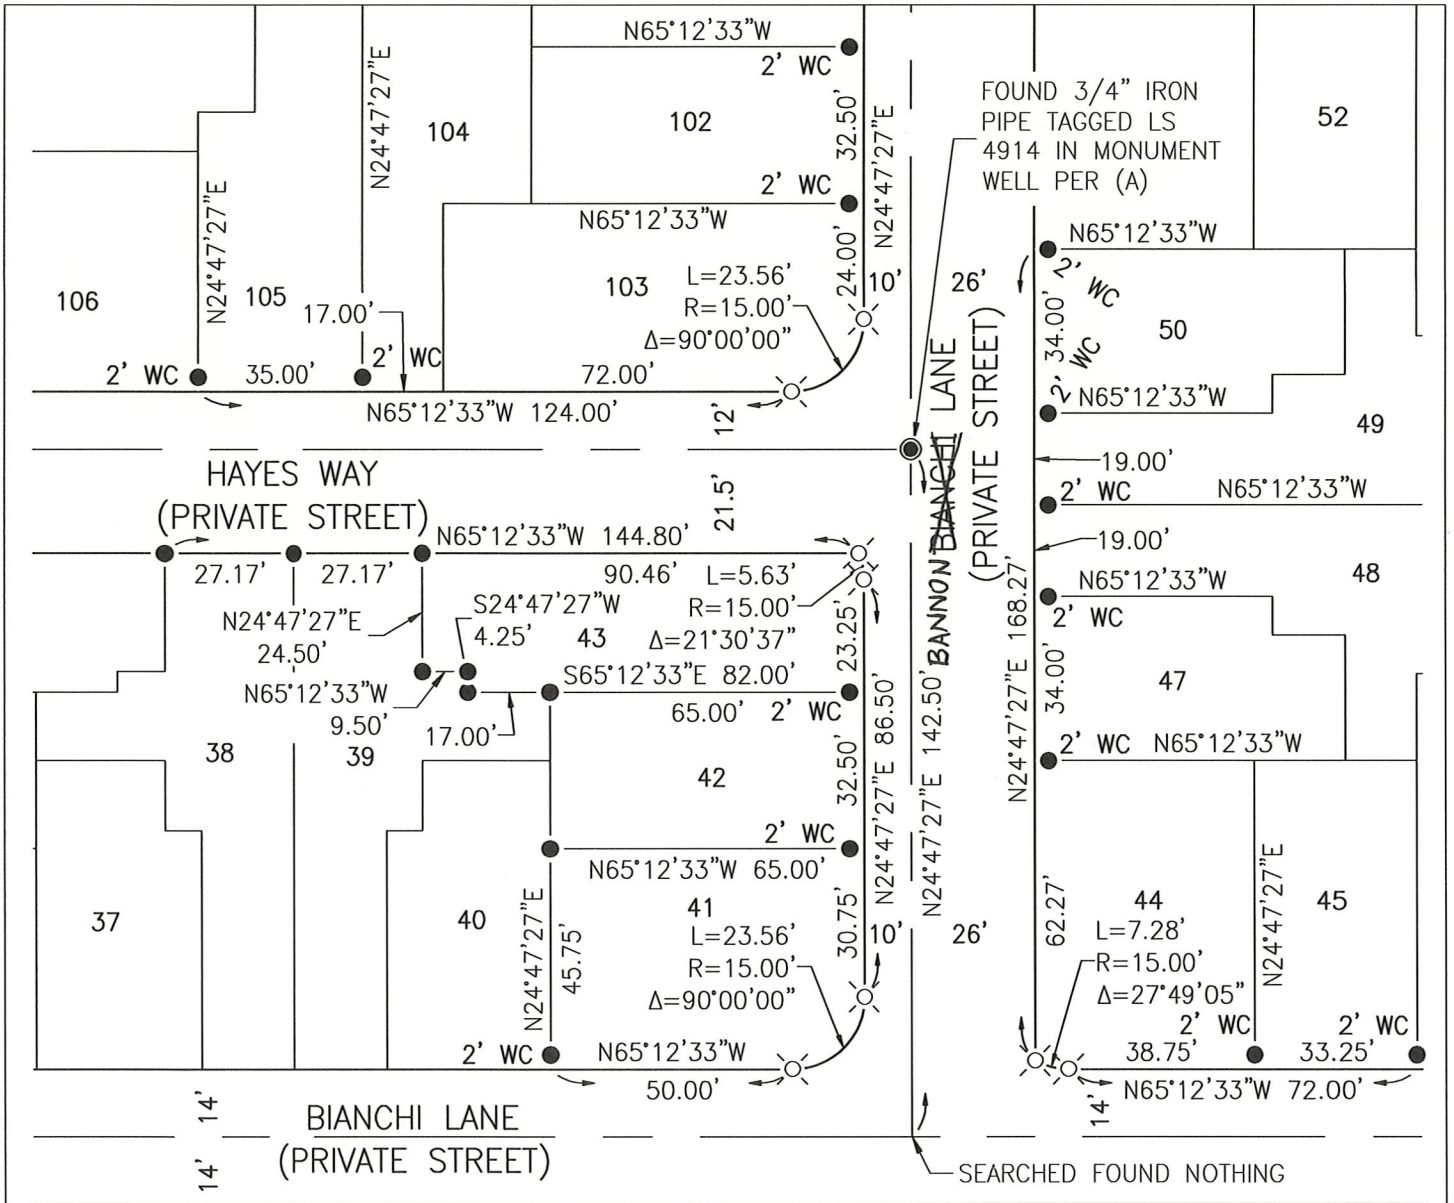 N65°12'33"W
2' WC
N24°47'27"E
104
102
32.50'
N24°47'27"E
FOUND 3/4" IRON
PIPE TAGGED LS
4914 IN MONUMENT
WELL PER (A)
52
N24°47'27"E
2' WC
N65°12'33"W
24.00'
N65°12'33"W
106
105
17.00'
103
L=23.56'
R=15.00'
Δ=90°00'00"
10'
26'
2' WC
34.00'
50
2' WC
2' WC
35.00'
2' WC
72.00'
N65°12'33"W 124.00'
12'
N65°12'33"W
49
HAYES WAY
(PRIVATE STREET)
21.5'
BANNON BIANCHI LANE
(PRIVATE STREET)
19.00'
2' WC
N65°12'33"W
19.00'
N65°12'33"W 144.80'
27.17'
27.17'
90.46'
L=5.63'
R=15.00'
Δ=21°30'37"
N65°12'33"W
2' WC
48
N24°47'27"E
24.50'
S24°47'27"W
4.25'
43
23.25'
N24°47'27"E 168.27'
34.00'
47
N65°12'33"W
9.50'
S65°12'33"E 82.00'
17.00'
65.00'
2' WC
N24°47'27"E 86.50'
N24°47'27"E 142.50'
2' WC
N65°12'33"W
38
39
42
32.50'
2' WC
N65°12'33"W 65.00'
37
40
N24°47'27"E
45.75'
41
L=23.56'
R=15.00'
Δ=90°00'00"
30.75'
10'
26'
62.27'
44
L=7.28'
R=15.00'
Δ=27°49'05"
N24°47'27"E
45
2' WC
N65°12'33"W
50.00'
2' WC
38.75'
2' WC
33.25'
N65°12'33"W 72.00'
14'
14'
14'
BIANCHI LANE
(PRIVATE STREET)
SEARCHED FOUND NOTHING